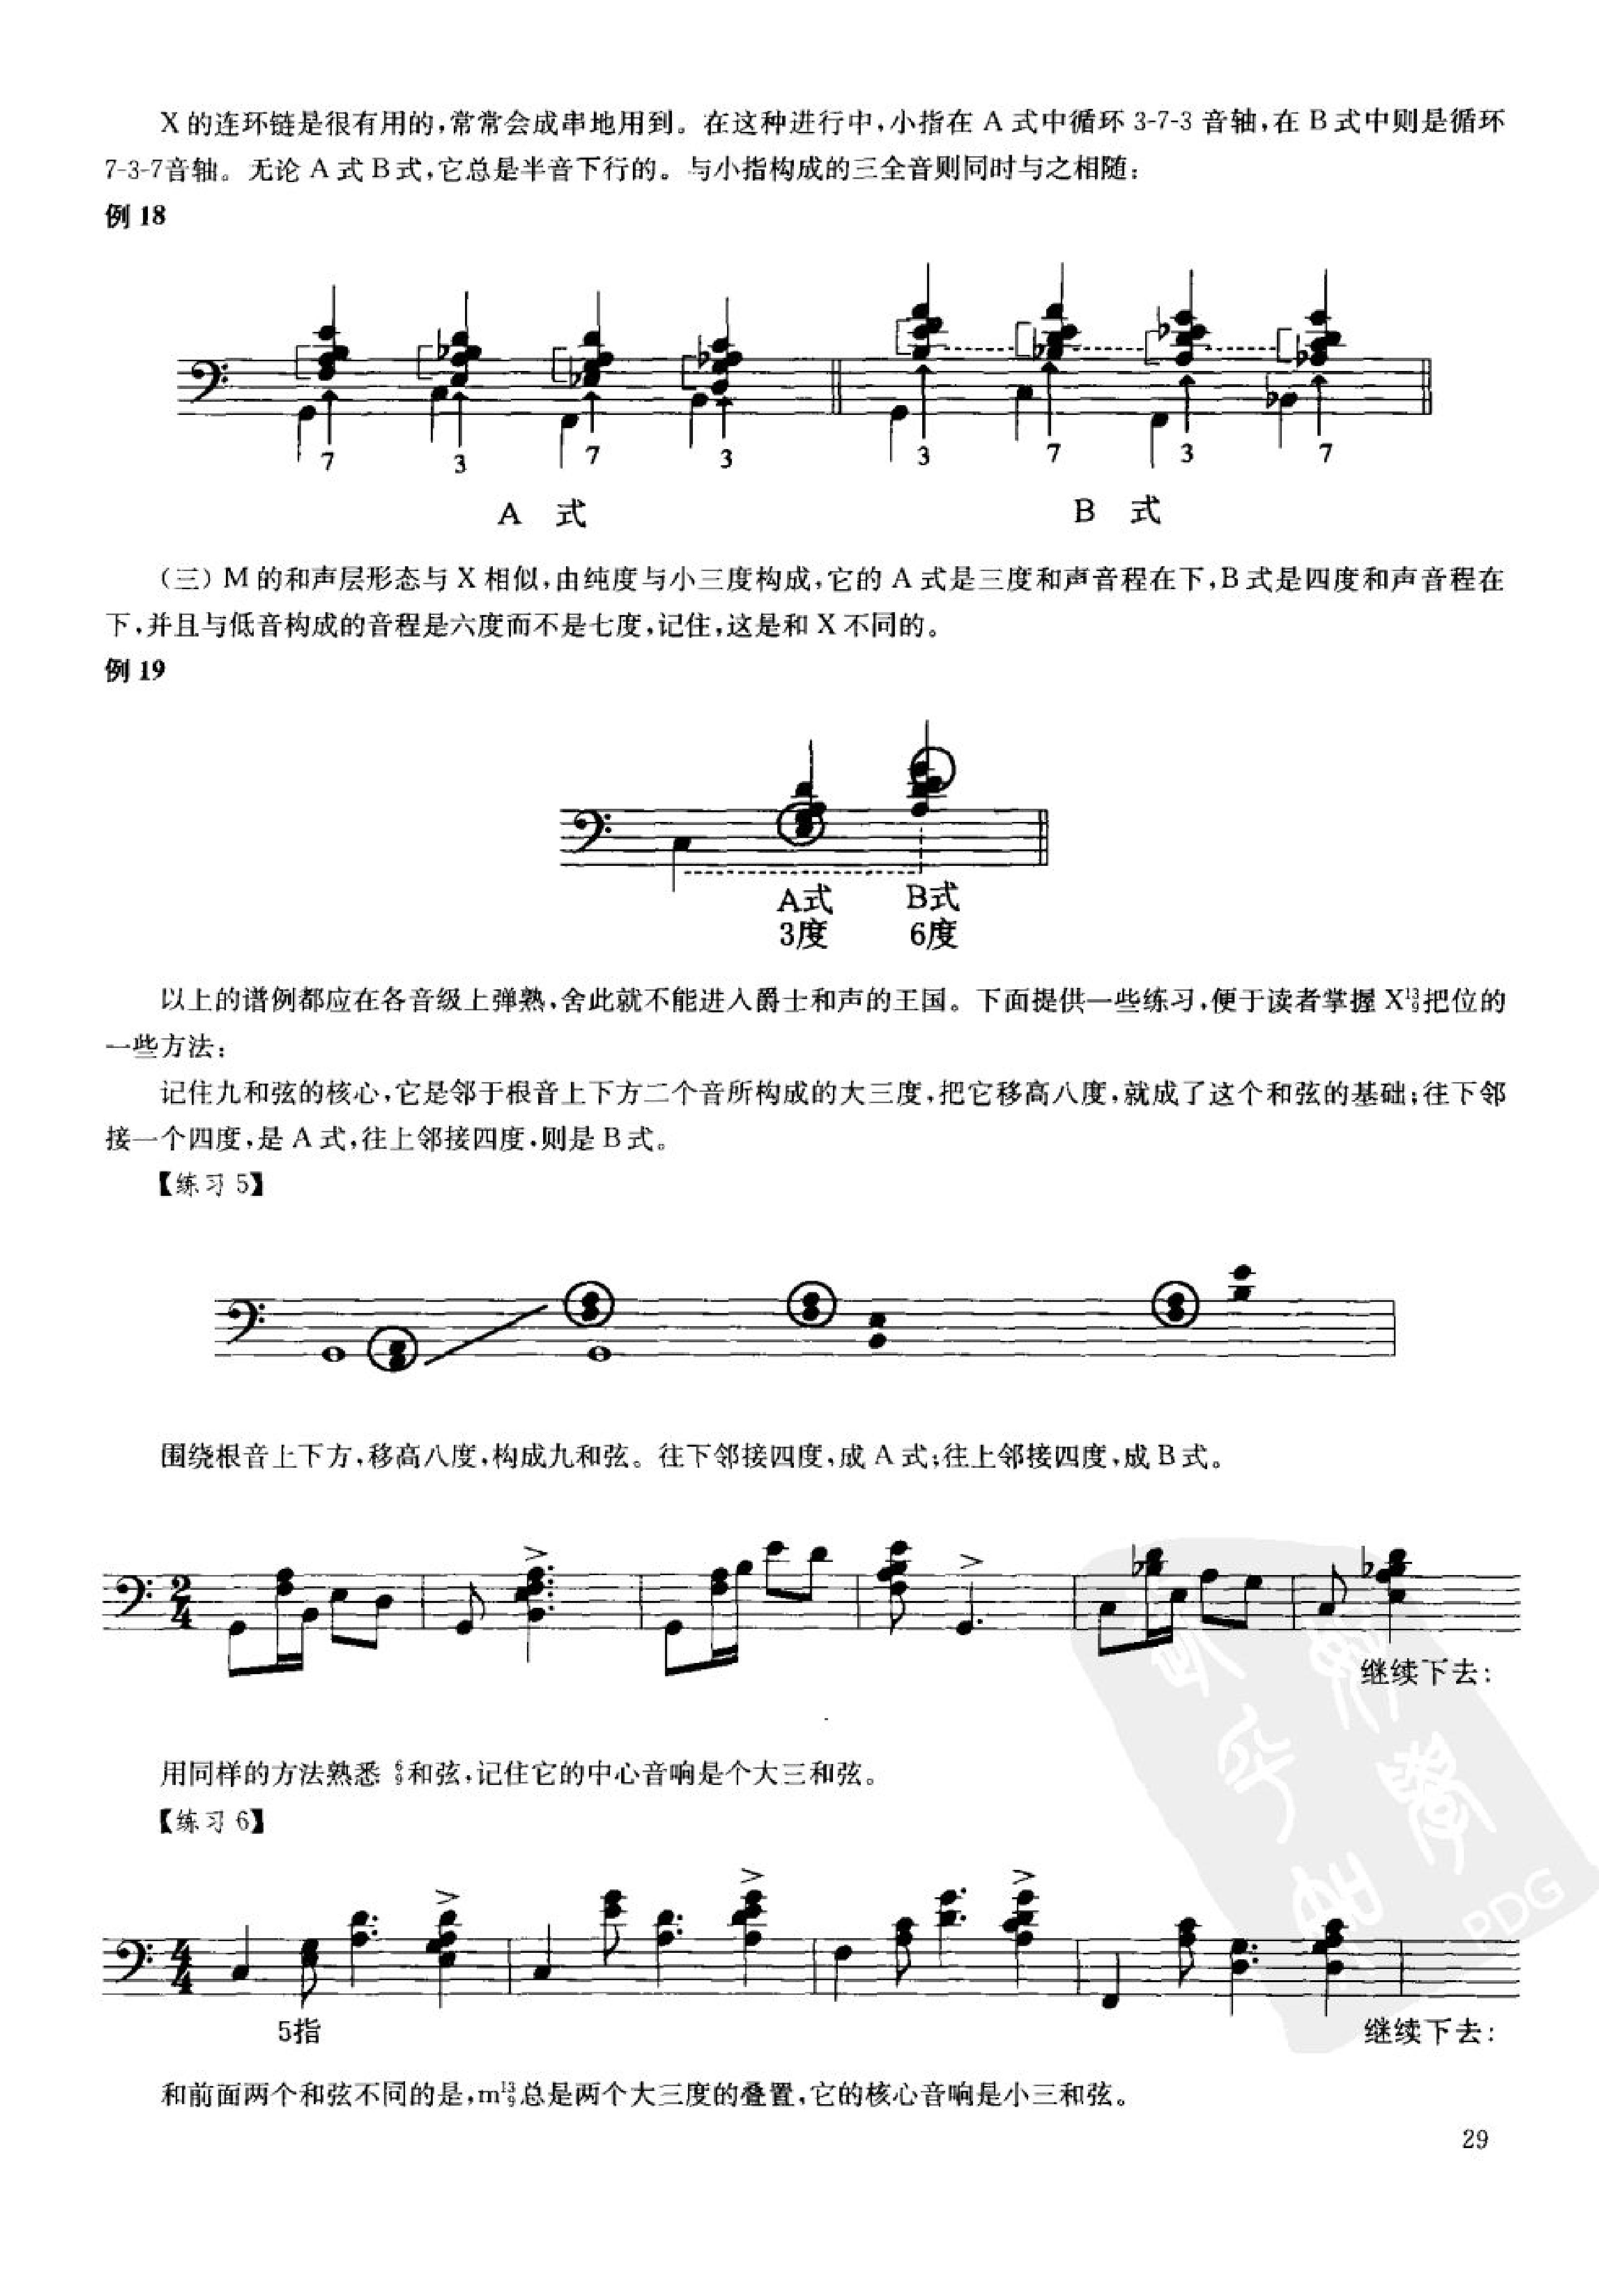 X的连环链是很有用的,常常会成串地用到。在这种进行中,小指在 A 式中循环 3-7-3 音轴,在 B 式中则是循环
7-3-7音轴。无论 A 式 B 式,它总是半音下行的。与小指构成的三全音则同时与之相随:
例 18
7 3 7 3 3 7 3 7
A 式 B 式
(三) M 的和声层形态与 X 相似,由纯度与小三度构成,它的 A 式是三度和声音程在下,B 式是四度和声音程在
下,并且与低音构成的音程是六度而不是七度,记住,这是和 X 不同的。
例 19
A式 B式
3度 6度
以上的谱例都应在各音级上弹熟,舍此就不能进入爵士和声的王国。下面提供一些练习,便于读者掌握 X¹³₉把位的
一些方法:
记住九和弦的核心,它是邻于根音上下方二个音所构成的大三度,把它移高八度,就成了这个和弦的基础;往下邻
接一个四度,是 A 式,往上邻接四度,则是 B 式。
【练习 5】
围绕根音上下方,移高八度,构成九和弦。往下邻接四度,成 A 式;往上邻接四度,成 B 式。
2
4
继续下去:
用同样的方法熟悉 ⁶₉和弦,记住它的中心音响是个大三和弦。
【练习 6】
4
4
5指
继续下去:
和前面两个和弦不同的是,m¹³₉总是两个大三度的叠置,它的核心音响是小三和弦。
PDG
29